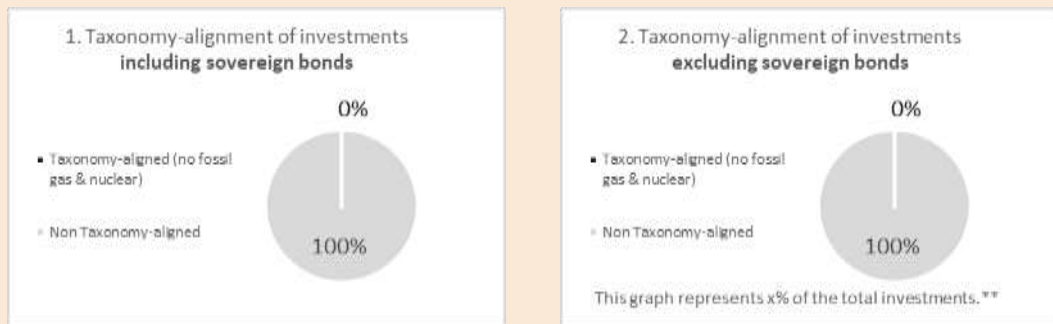 1. Taxonomy-alignment of investments
including sovereign bonds
0%
Taxonomy-aligned (no fossil
gas & nuclear)
Non Taxonomy-aligned
100%
2. Taxonomy-alignment of investments
excluding sovereign bonds
0%
Taxonomy-aligned (no fossil
gas & nuclear)
Non Taxonomy-aligned
100%
This graph represents x% of the total investments.**